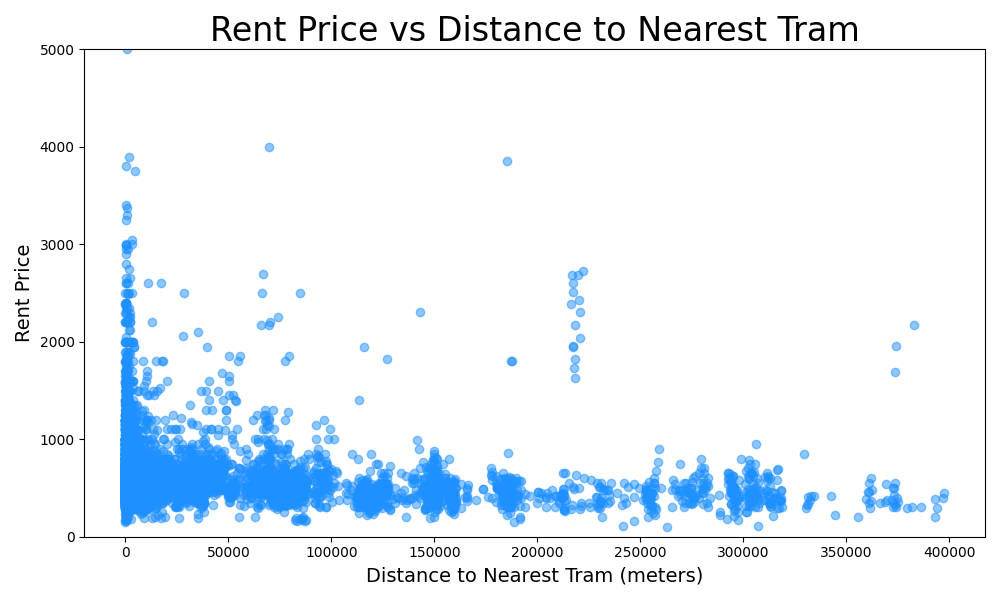 Rent Price vs Distance to Nearest Tram
5000
4000
3000
2000
1000
0
Rent Price
0 50000 100000 150000 200000 250000 300000 350000 400000
Distance to Nearest Tram (meters)